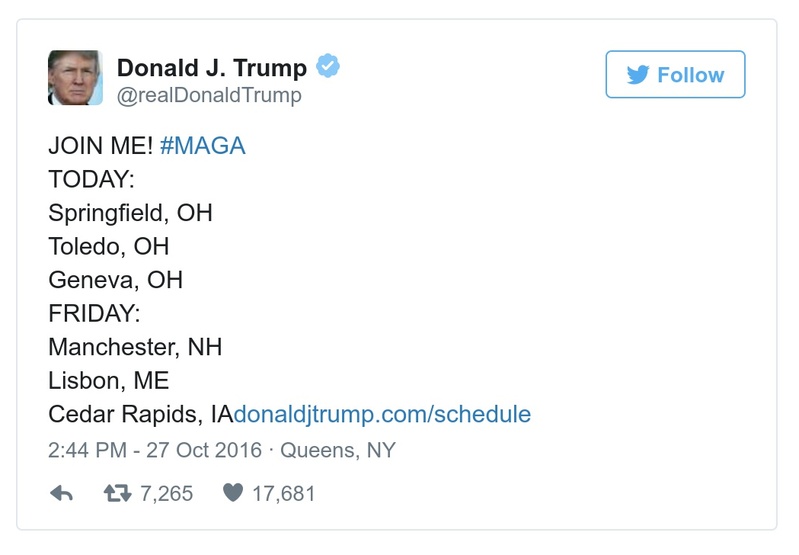 Donald J. Trump
@realDonaldTrump
Follow
JOIN ME! #MAGA
TODAY:
Springfield, OH
Toledo, OH
Geneva, OH
FRIDAY:
Manchester, NH
Lisbon, ME
Cedar Rapids, IAdonaldjtrump.com/schedule
2:44 PM - 27 Oct 2016 · Queens, NY
7,265 17,681